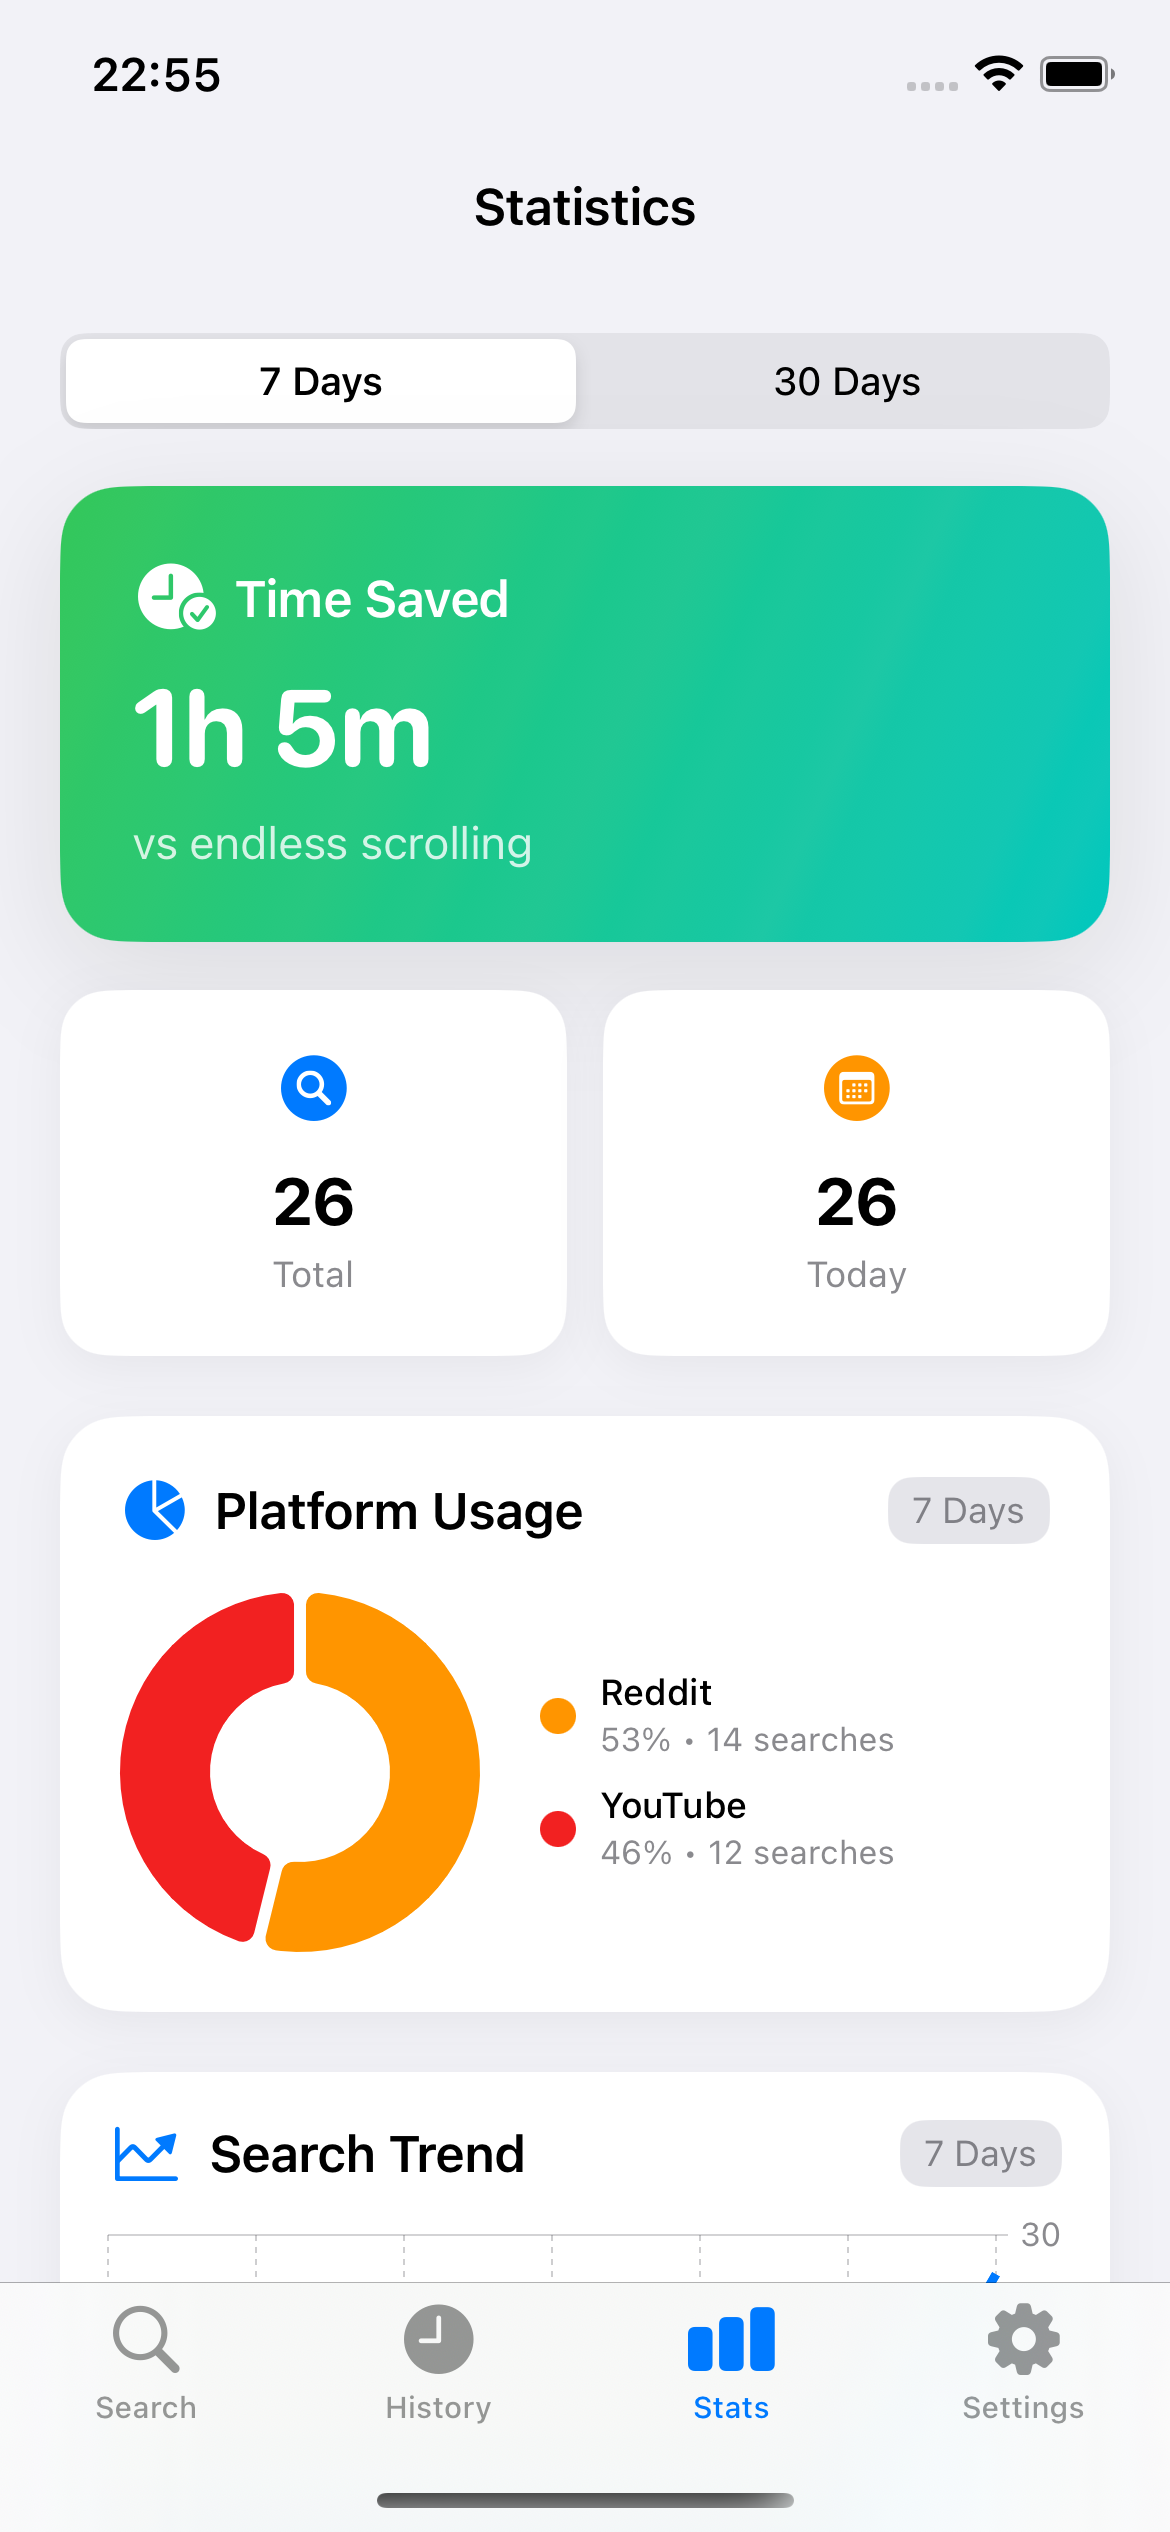 22:55
Statistics
7 Days
30 Days
Time Saved
1h 5m
vs endless scrolling
26
Total
26
Today
Platform Usage
7 Days
Reddit
53% • 14 searches
YouTube
46% • 12 searches
Search Trend
7 Days
30
Search
History
Stats
Settings